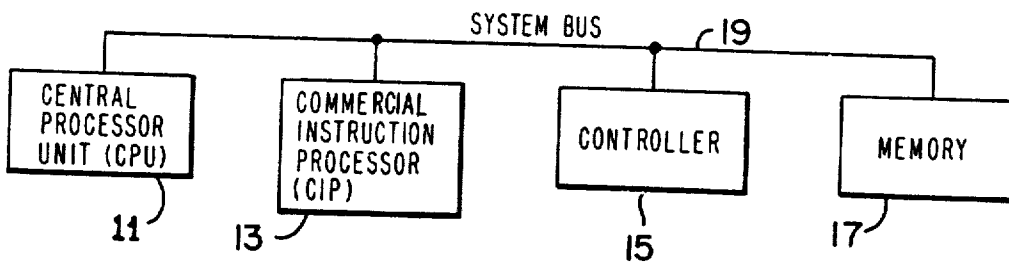 SYSTEM BUS
19
CENTRAL
PROCESSOR
UNIT (CPU)
11
COMMERCIAL
INSTRUCTION
PROCESSOR
(CIP)
13
CONTROLLER
15
MEMORY
17